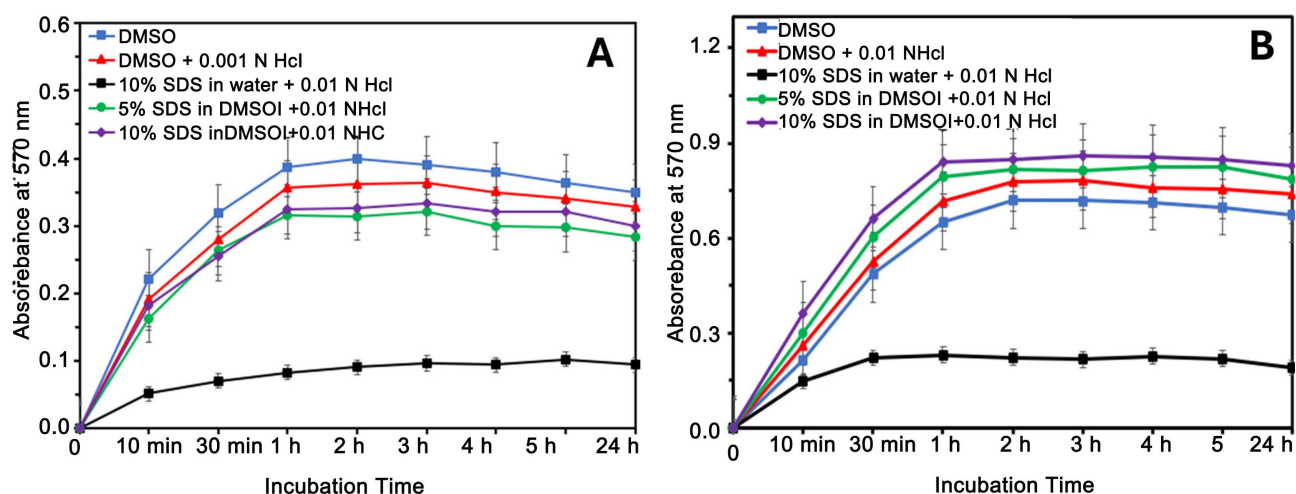 A
0.6
0.5
0.4
0.3
0.2
0.1
0.0
Absorebance at 570 nm
DMSO
DMSO + 0.001 N Hcl
10% SDS in water + 0.01 N Hcl
5% SDS in DMSOI +0.01 NHcl
10% SDS inDMSOI+0.01 NHC
0 10 min 30 min 1 h 2 h 3 h 4 h 5 h 24 h
Incubation Time
B
1.2
0.9
0.6
0.3
0.0
Absorebance at 570 nm
DMSO
DMSO + 0.01 NHcl
10% SDS in water + 0.01 N Hcl
5% SDS in DMSOI +0.01 NHcl
10% SDS in DMSOI+0.01 N Hcl
0 10 min 30 min 1 h 2 h 3 h 4 h 5 24 h
Incubation Time